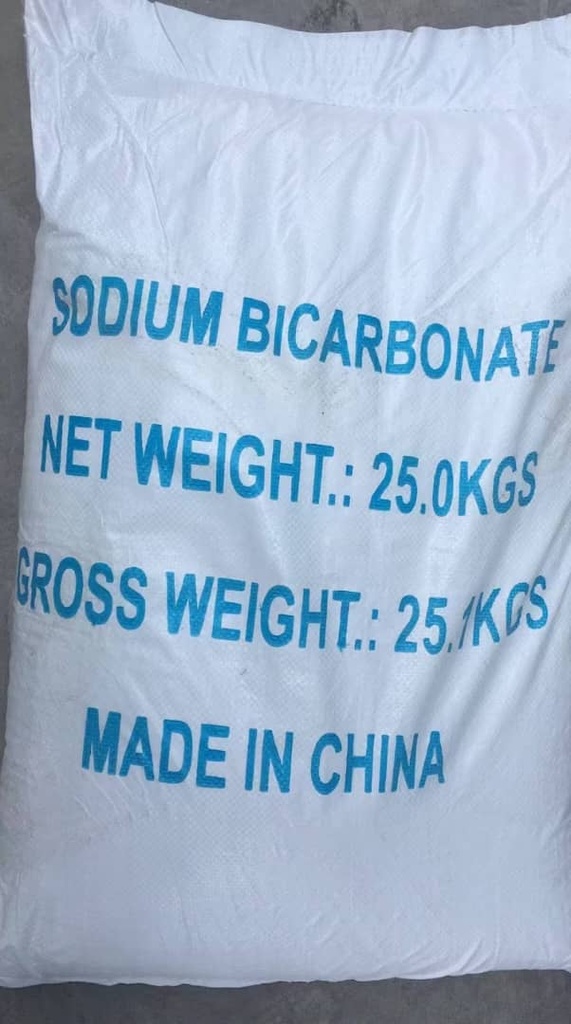 SODIUM BICARBONATE
NET WEIGHT.: 25.0KGS
GROSS WEIGHT.: 25.1KGS
MADE IN CHINA